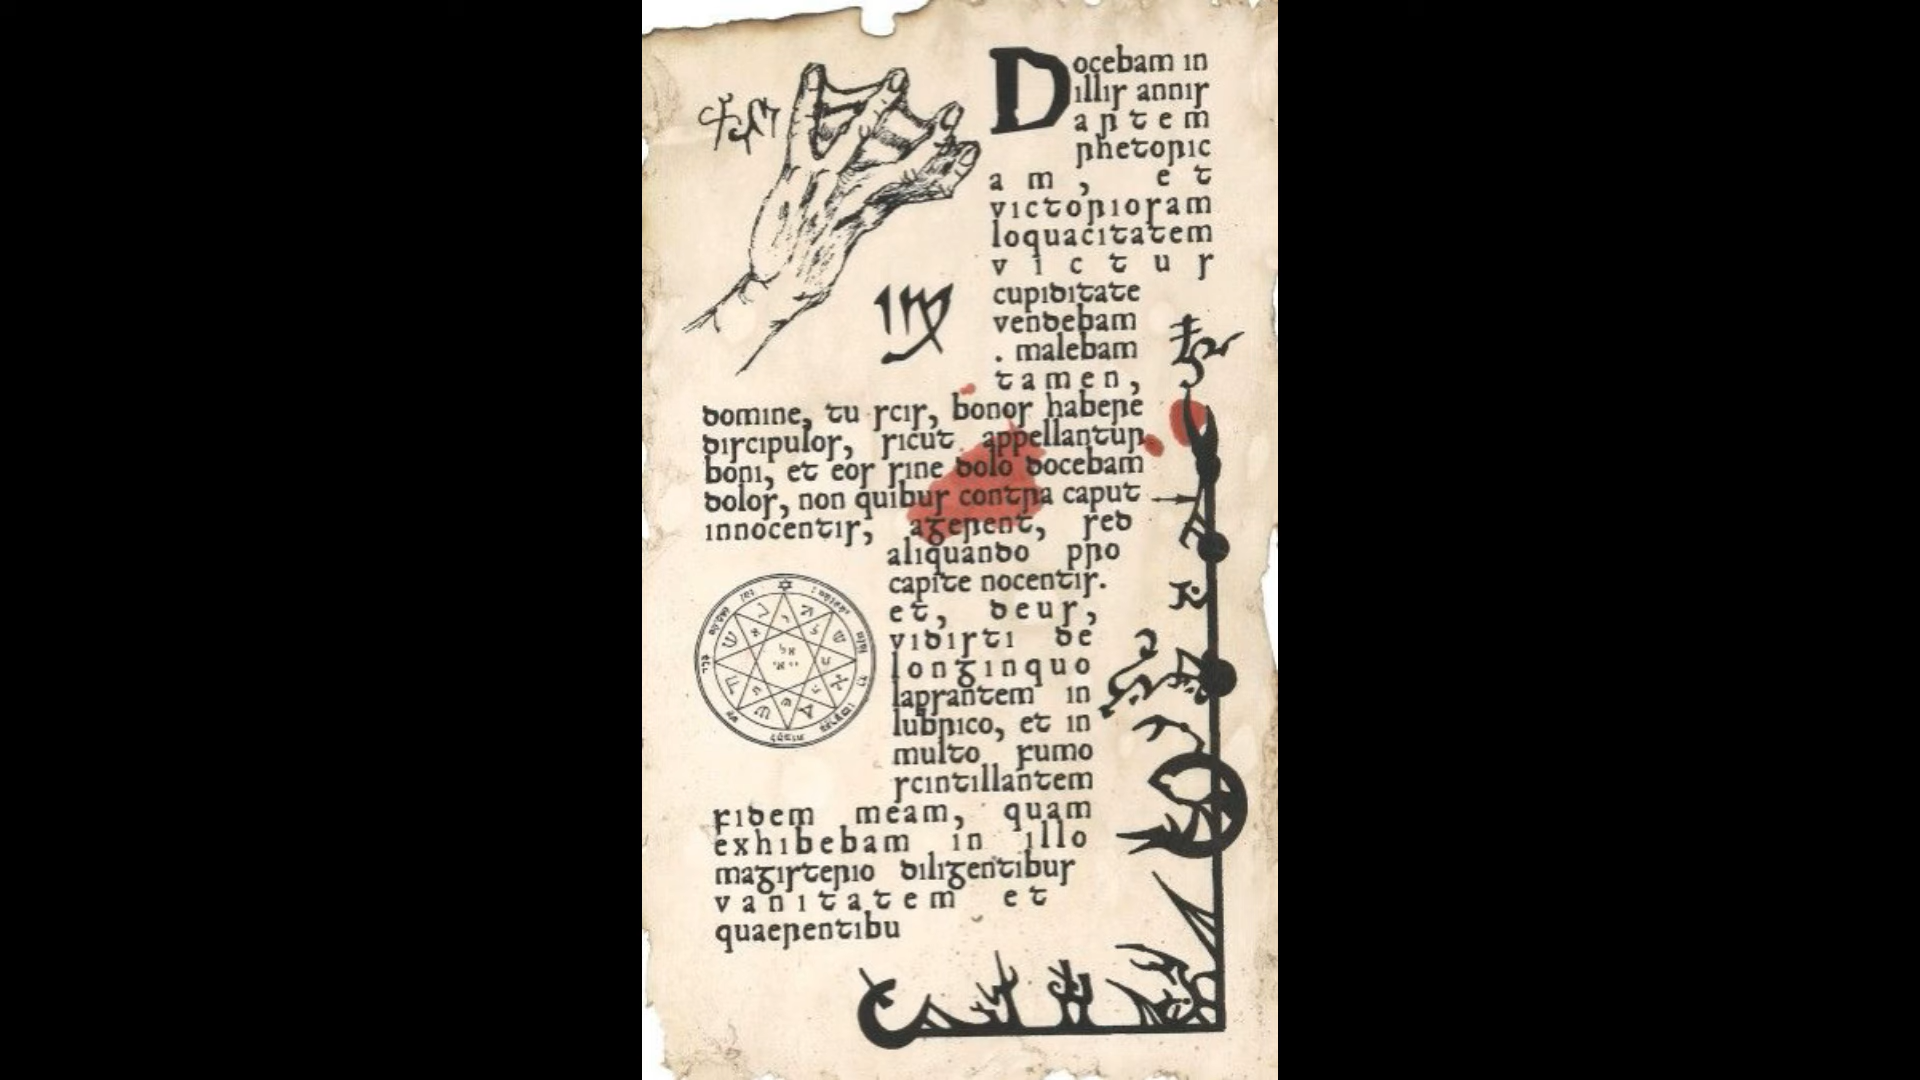 Docebam in
illis annis
artem
rhetoric
am, et
victoriosam
loquacitatem
victus
cupiditate
vendebam
. malebam
tamen,
domine, tu scis, bonos habere
discipulos, sicut appellantur
boni, et eos sine dolo docebam
dolos, non quibus contra caput
innocentis, agerent, sed
aliquando pro
capite nocentis.
et, deus,
vidisti de
longinquo
lapsantem in
lubrico, et in
multo fumo
scintillantem
fidem meam, quam
exhibebam in illo
magisterio diligentibus
vanitatem et
quaerentibu